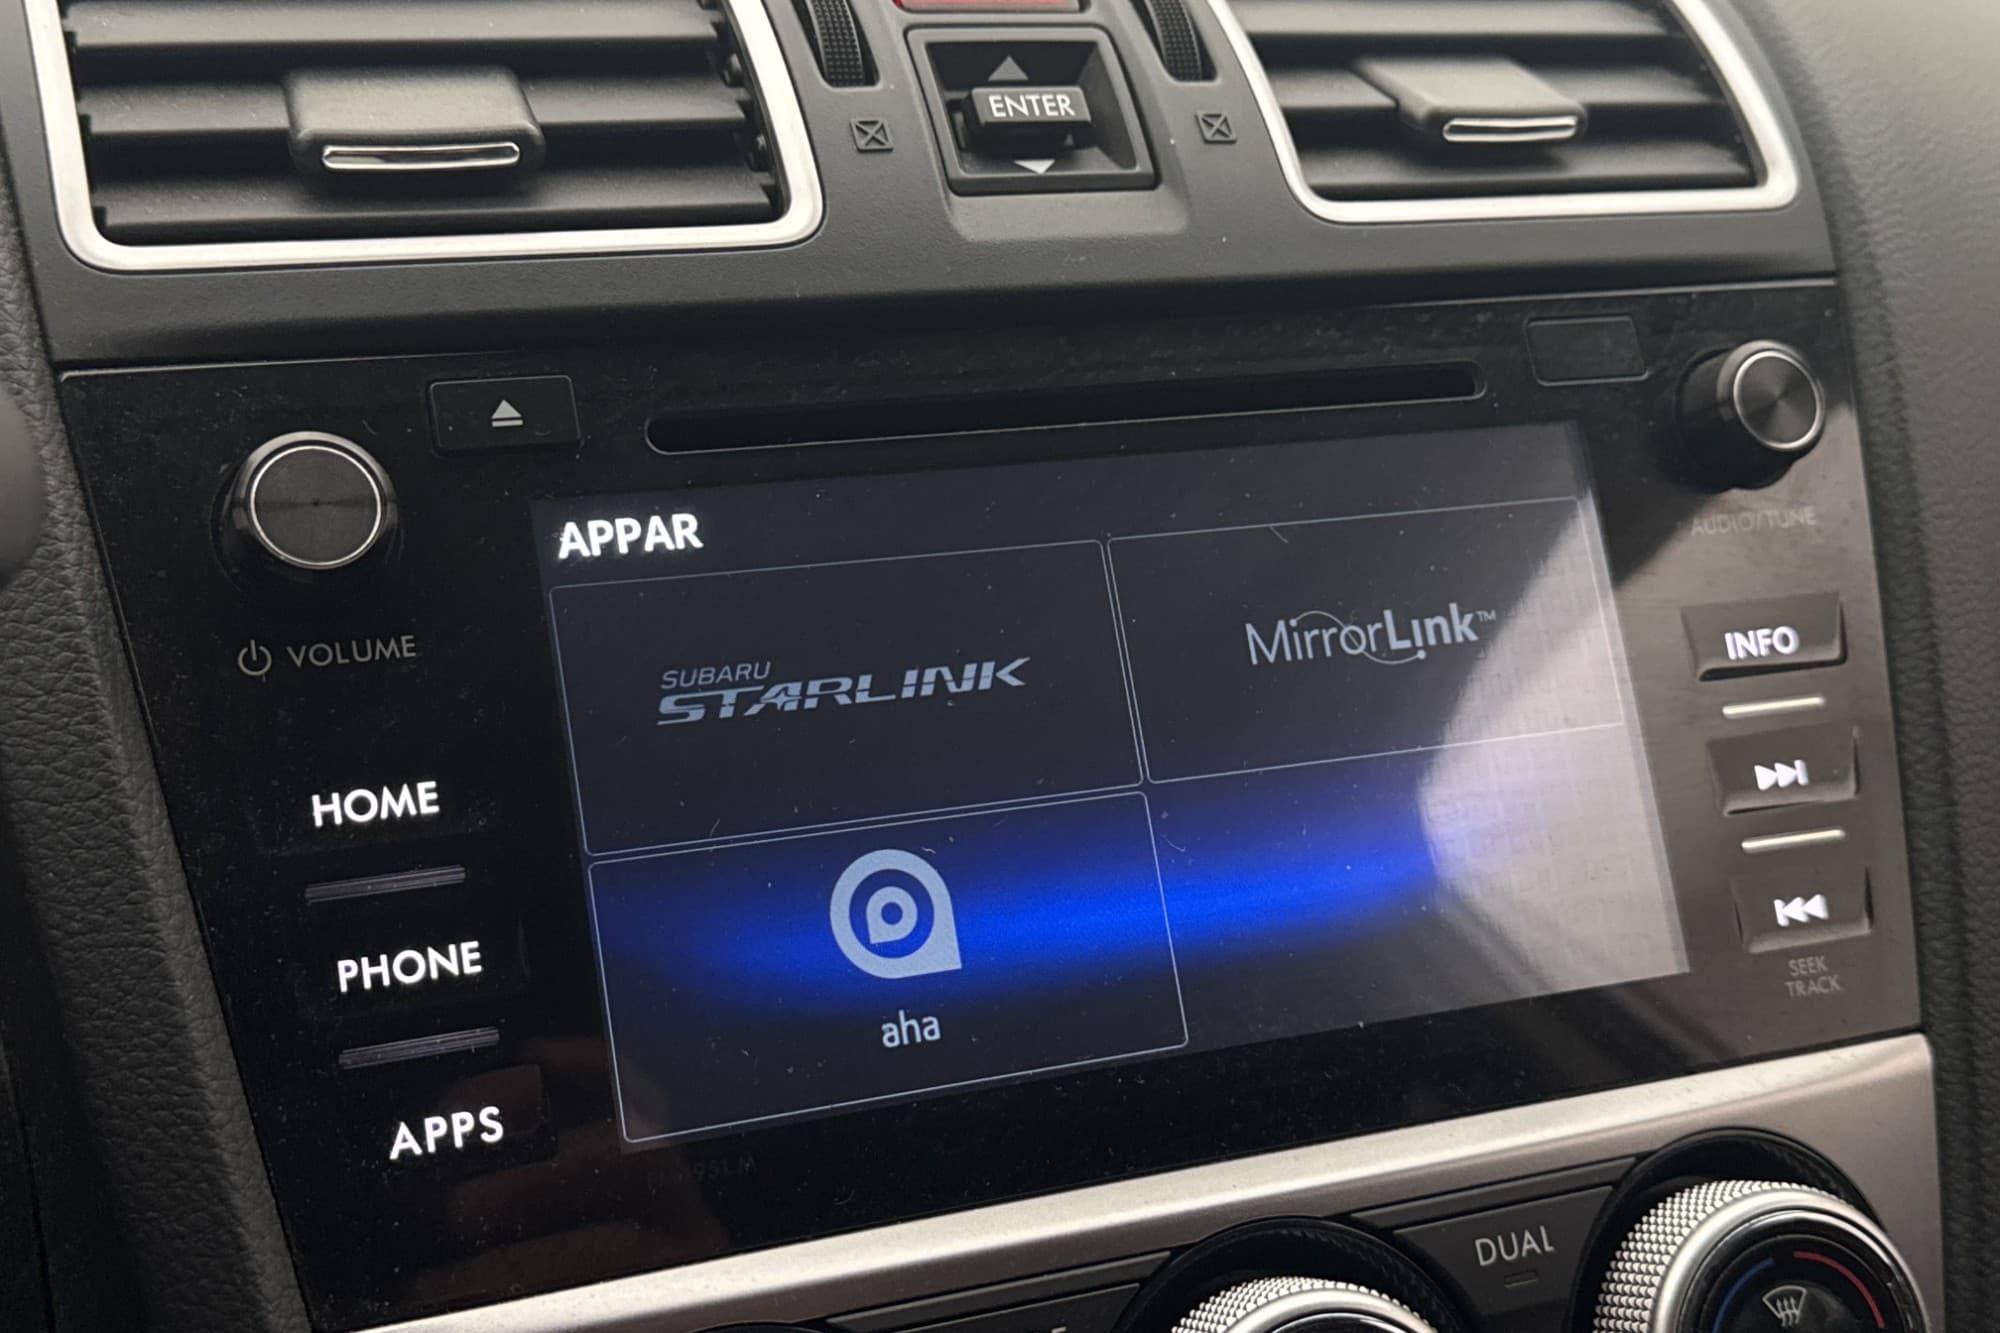 ENTER
VOLUME
AUDIO/TUNE
APPAR
SUBARU
STARLINK
MirrorLink™
INFO
HOME
PHONE
aha
SEEK
TRACK
APPS
DUAL